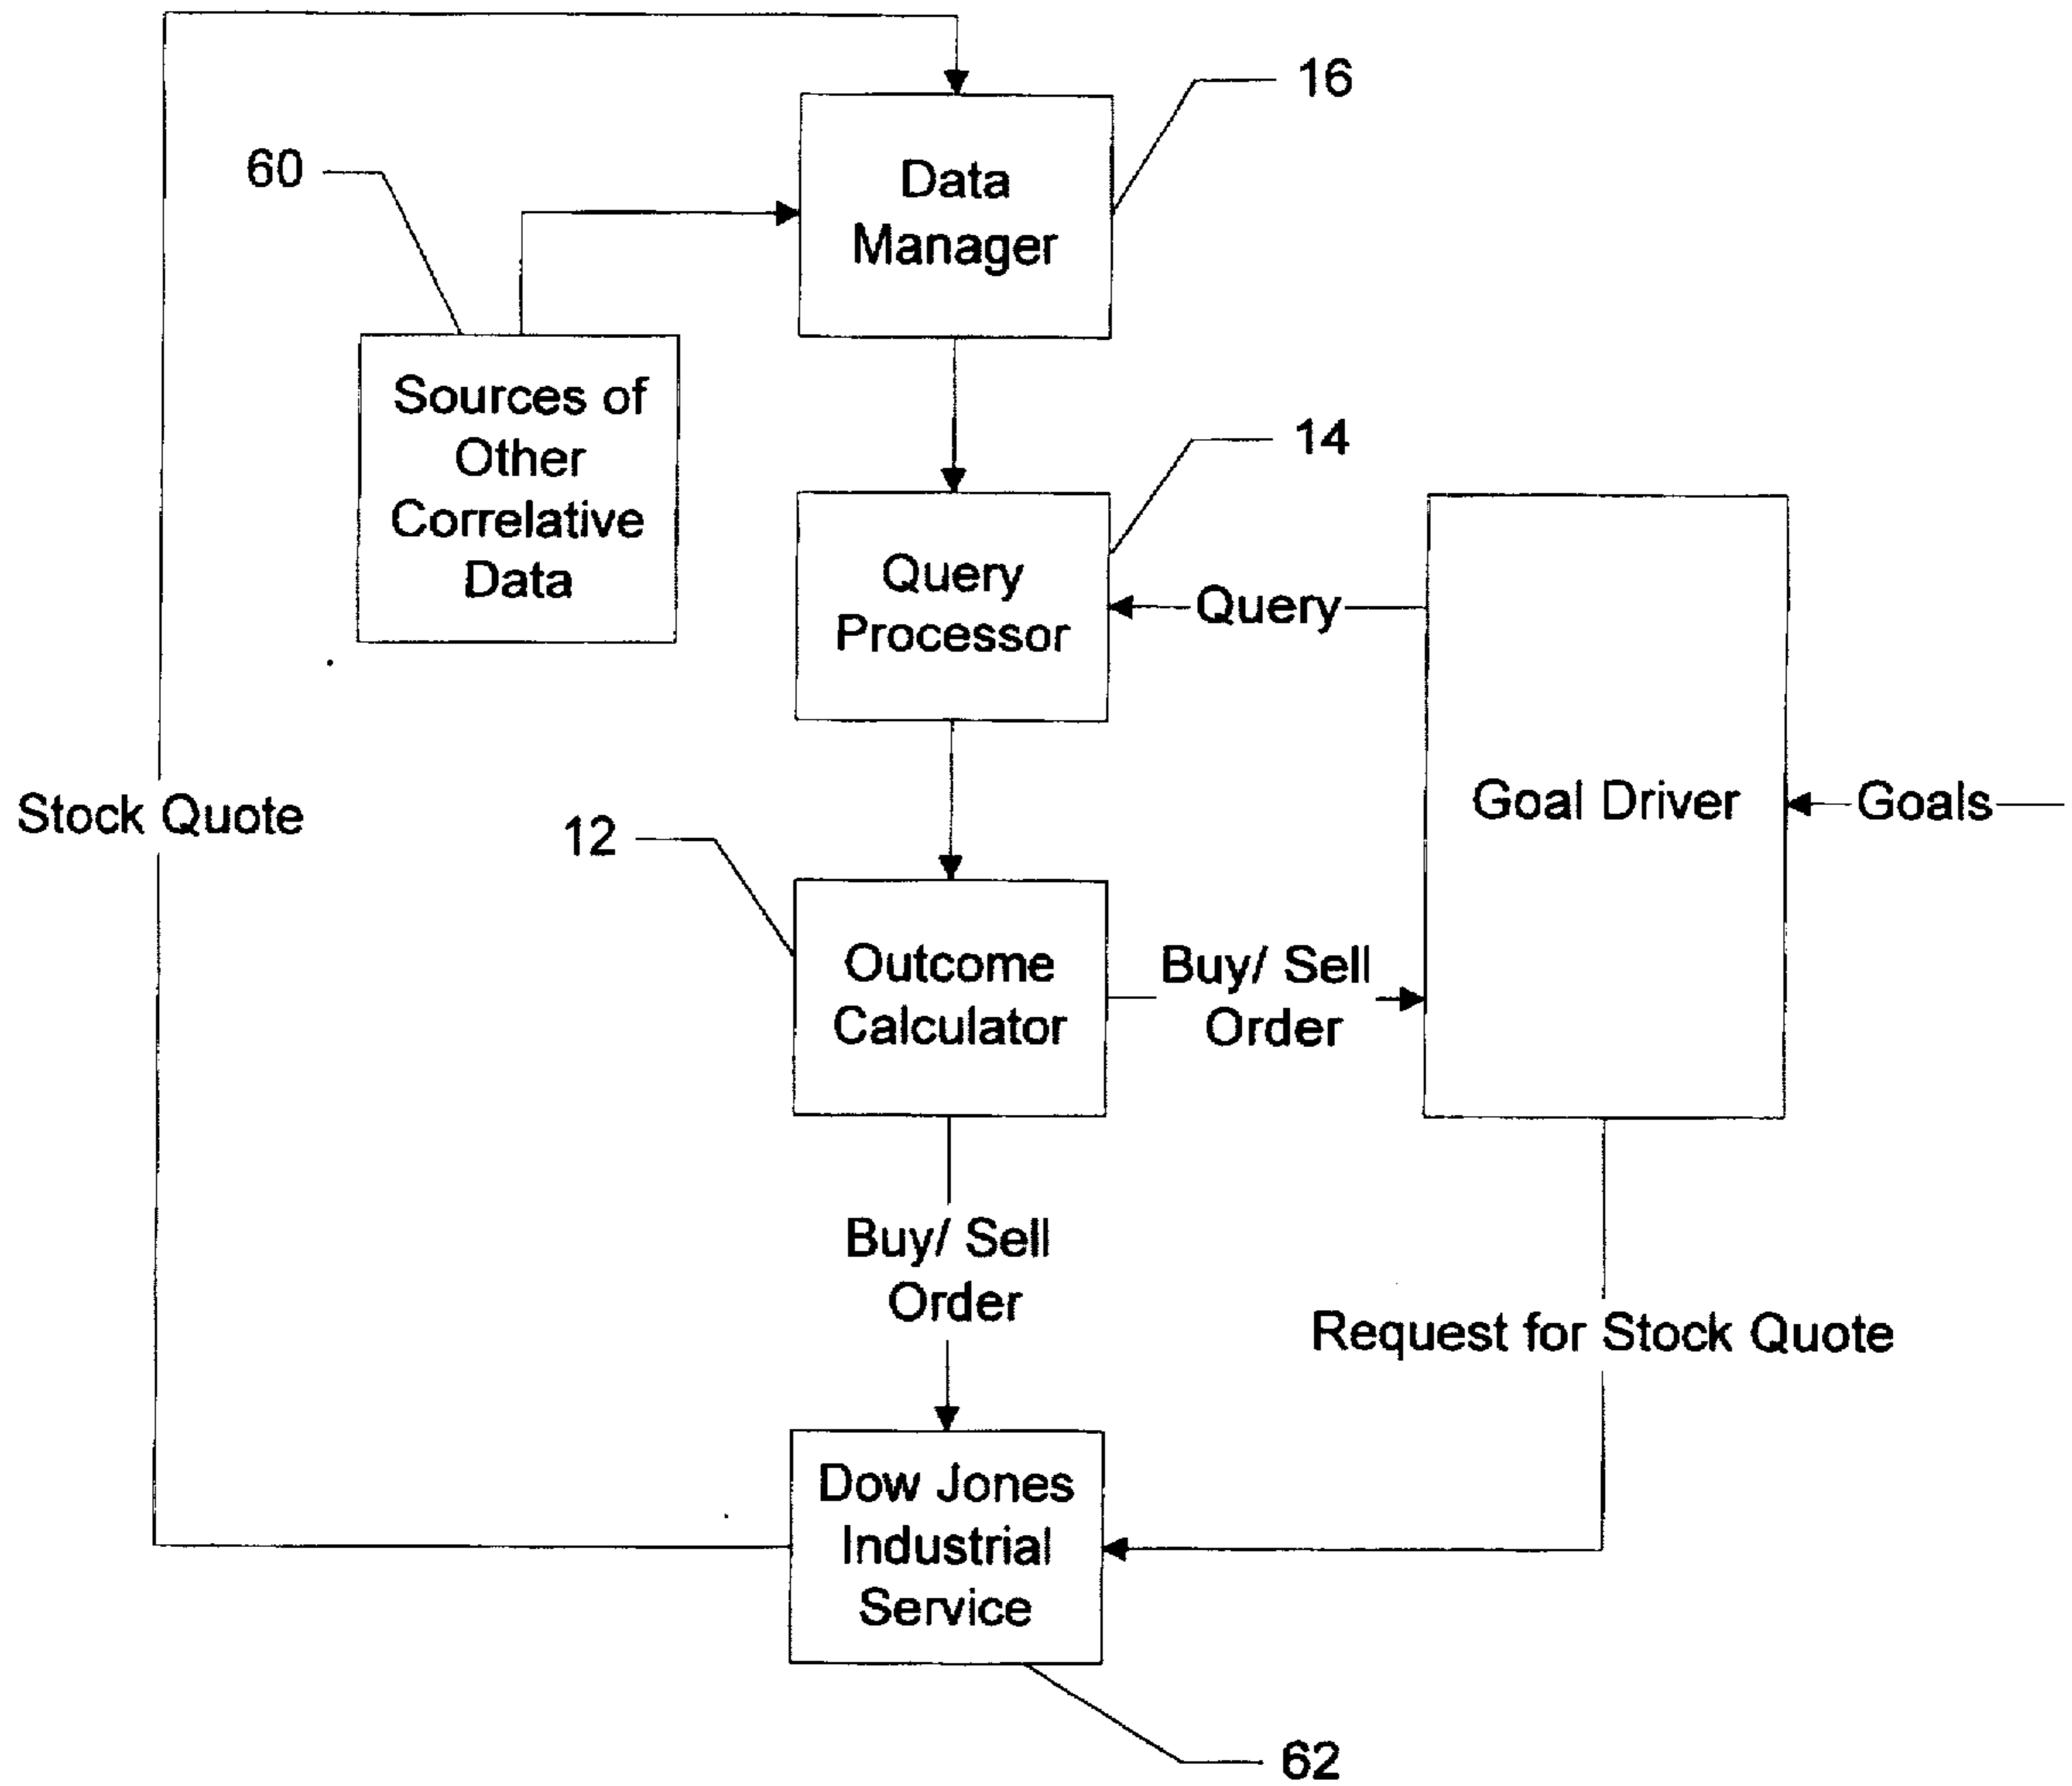 16
60
Data
Manager
Sources of
Other
Correlative
Data
14
Query
Processor
Query
Stock Quote
Goal Driver
Goals
12
Outcome
Calculator
Buy/ Sell
Order
Buy/ Sell
Order
Request for Stock Quote
Dow Jones
Industrial
Service
62